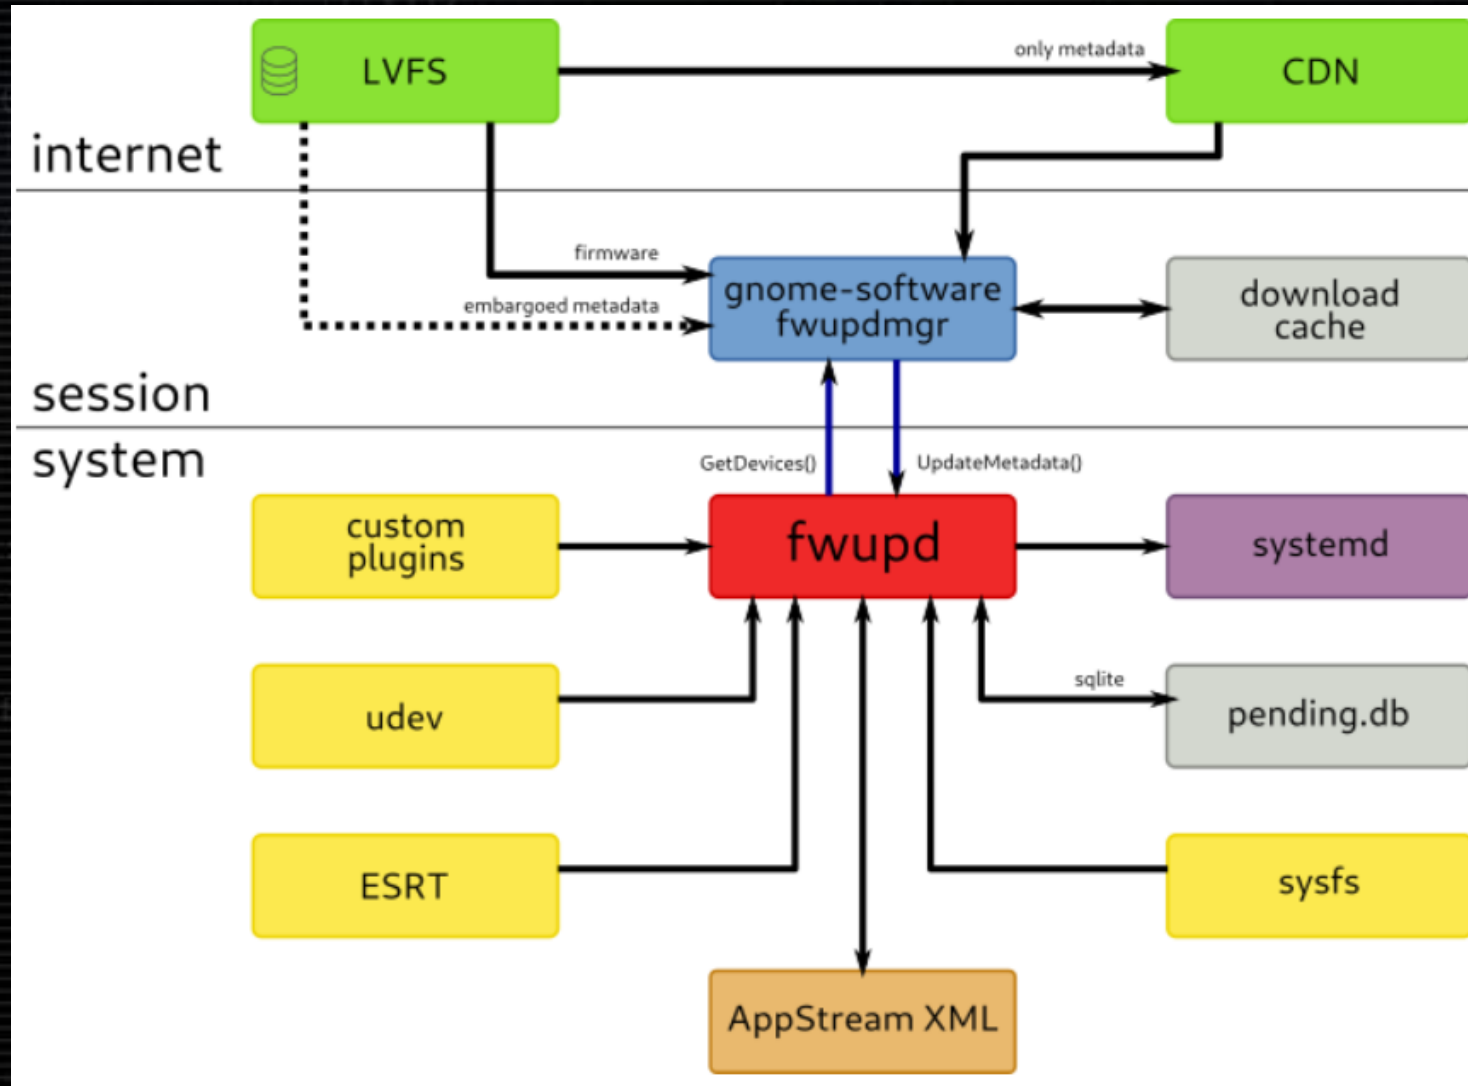 LVFS
only metadata
CDN
internet
firmware
embargoed metadata
gnome-software
fwupdmgr
download
cache
session
system
GetDevices()
UpdateMetadata()
custom
plugins
fwupd
systemd
udev
sqlite
pending.db
ESRT
sysfs
AppStream XML